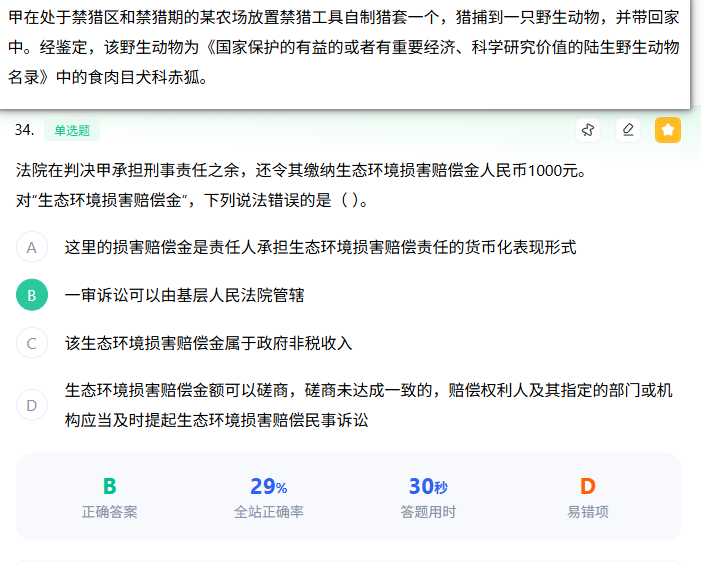 甲在处于禁猎区和禁猎期的某农场放置禁猎工具自制猎套一个，猎捕到一只野生动物，并带回家
中。经鉴定，该野生动物为《国家保护的有益的或者有重要经济、科学研究价值的陆生野生动物
名录》中的食肉目犬科赤狐。
34. 单选题
法院在判决甲承担刑事责任之余，还令其缴纳生态环境损害赔偿金人民币1000元。
对“生态环境损害赔偿金”，下列说法错误的是（ ）。
A 这里的损害赔偿金是责任人承担生态环境损害赔偿责任的货币化表现形式
B 一审诉讼可以由基层人民法院管辖
C 该生态环境损害赔偿金属于政府非税收入
D 生态环境损害赔偿金额可以磋商，磋商未达成一致的，赔偿权利人及其指定的部门或机
构应当及时提起生态环境损害赔偿民事诉讼
B 29% 30秒 D
正确答案 全站正确率 答题用时 易错项